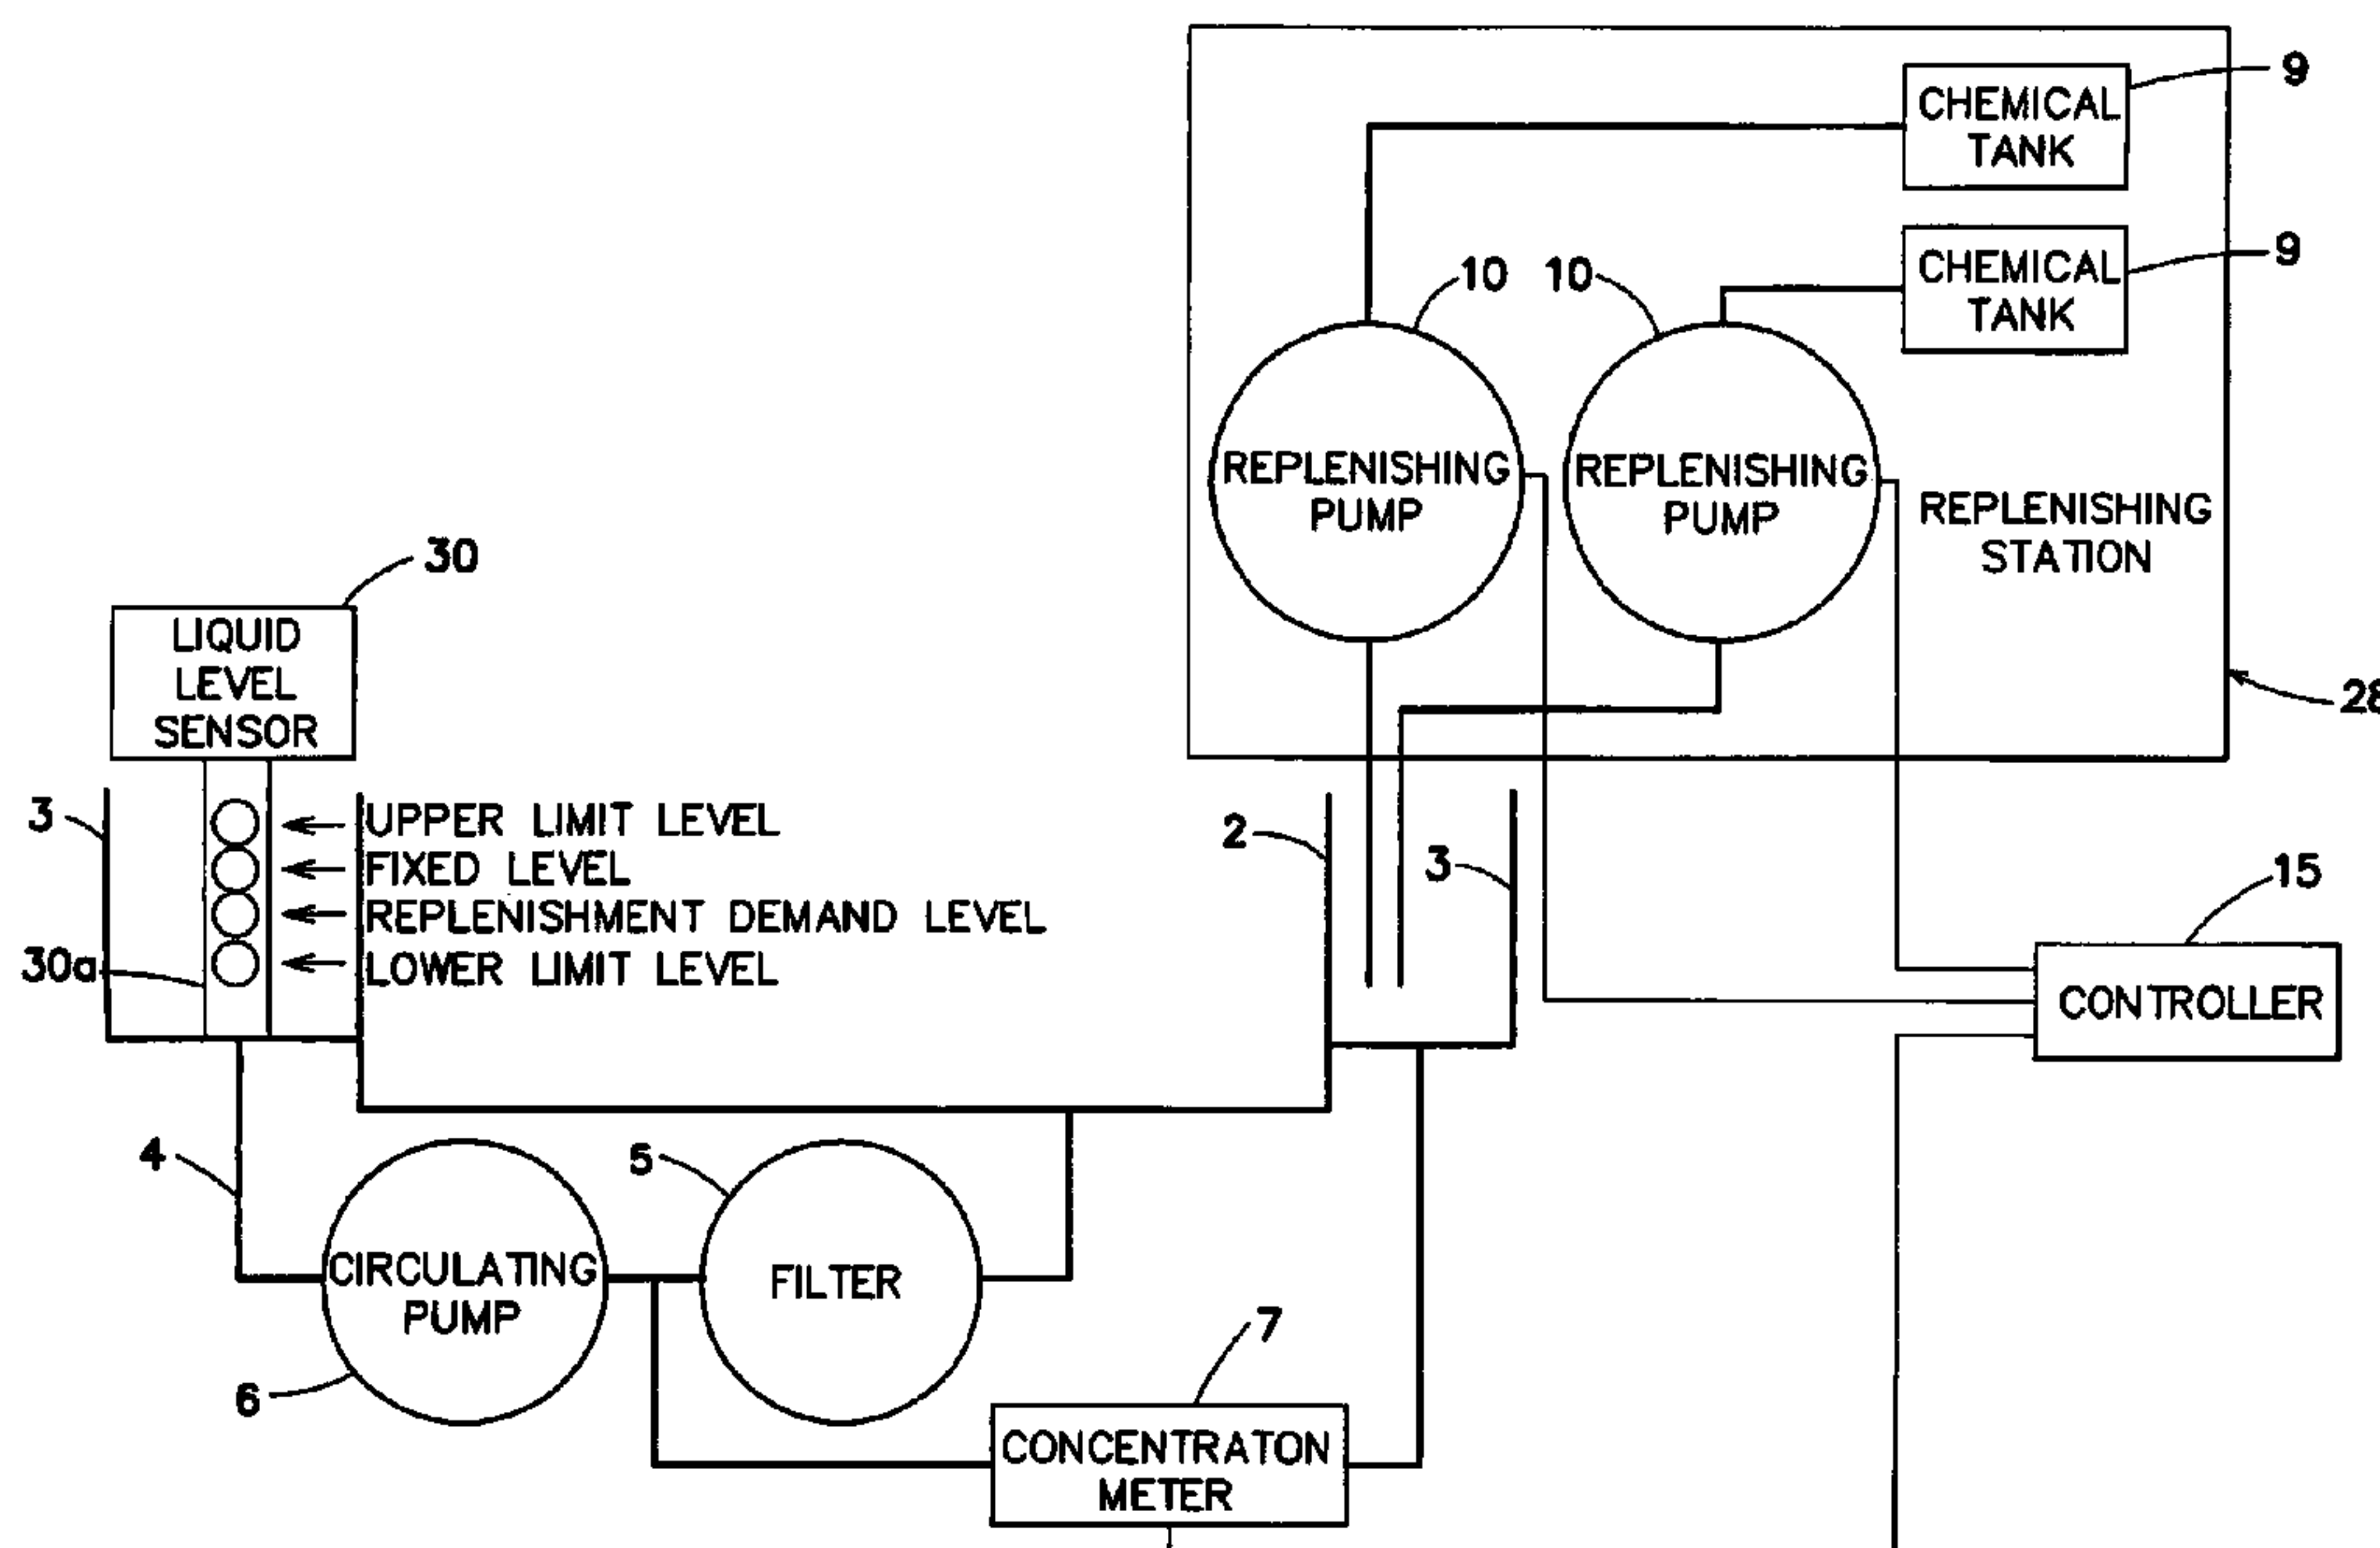 9
CHEMICAL
TANK
9
CHEMICAL
TANK
10 10
REPLENISHING
PUMP
REPLENISHING
PUMP
REPLENISHING
STATION
28
30
LIQUID
LEVEL
SENSOR
3
UPPER LIMIT LEVEL
FIXED LEVEL
REPLENISHMENT DEMAND LEVEL
LOWER LIMIT LEVEL
30a
2
3
15
CONTROLLER
4
5
CIRCULATING
PUMP
FILTER
6
7
CONCENTRATON
METER